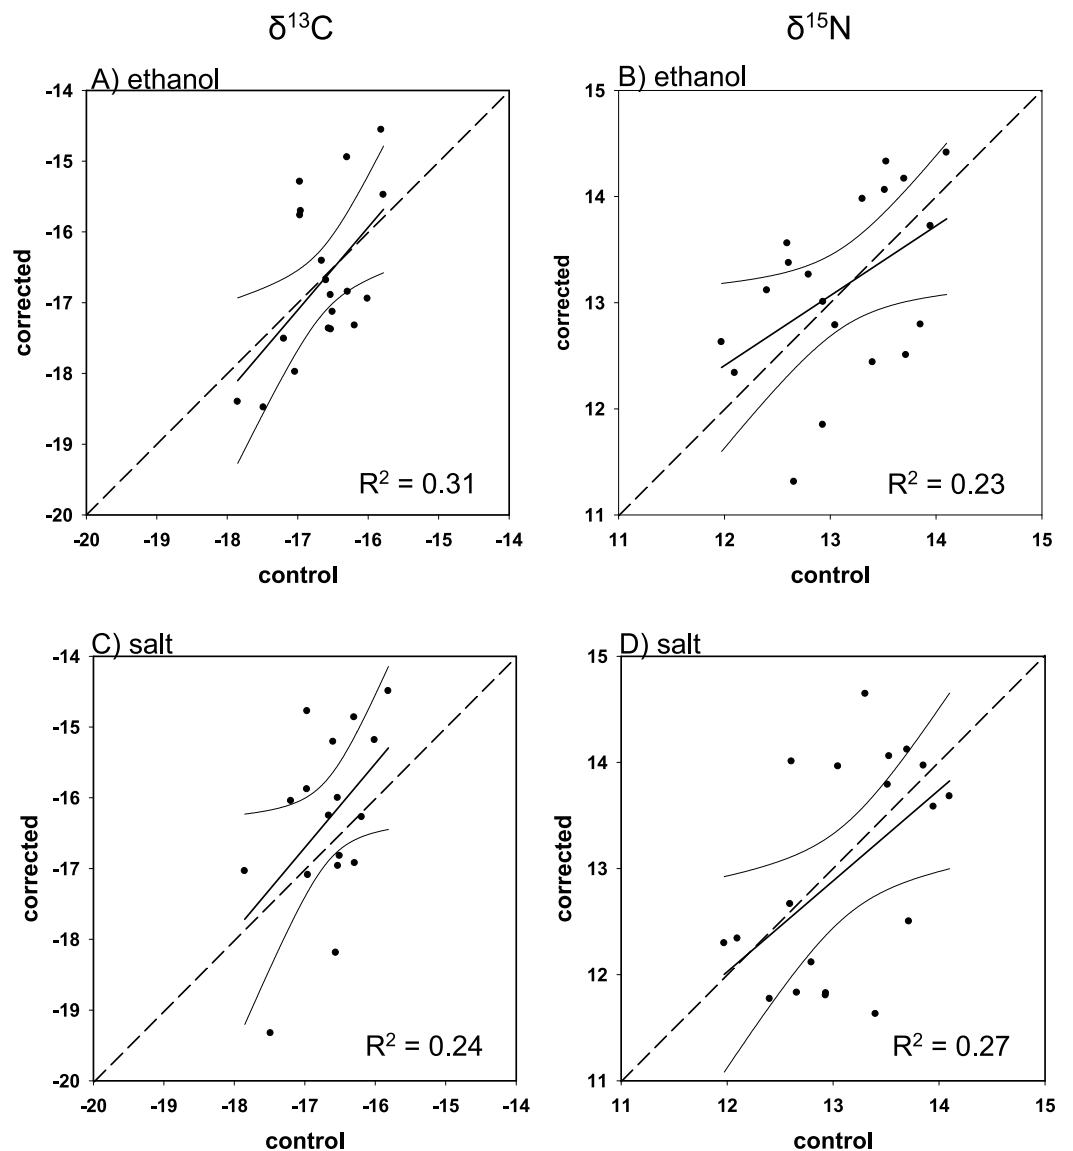 δ¹³C
δ¹⁵N
A) ethanol
-14
-15
-16
-17
-18
-19
-20
corrected
R² = 0.31
-20 -19 -18 -17 -16 -15 -14
control
B) ethanol
15
14
13
12
11
corrected
R² = 0.23
11 12 13 14 15
control
C) salt
-14
-15
-16
-17
-18
-19
-20
corrected
R² = 0.24
-20 -19 -18 -17 -16 -15 -14
control
D) salt
15
14
13
12
11
corrected
R² = 0.27
11 12 13 14 15
control